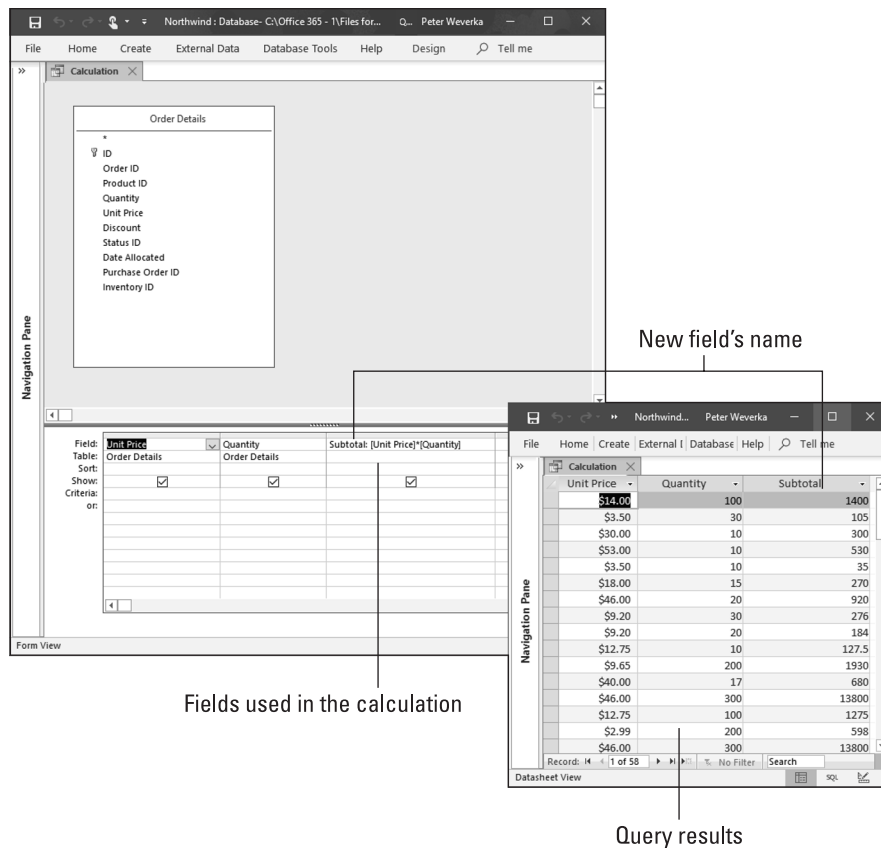 Northwind : Database- C:\Office 365 - 1\Files for... Q... Peter Weverka
File Home Create External Data Database Tools Help Design Tell me
»
Calculation
Order Details
*
ID
Order ID
Product ID
Quantity
Unit Price
Discount
Status ID
Date Allocated
Purchase Order ID
Inventory ID
Navigation Pane
Field: Unit Price Quantity Subtotal: [Unit Price]*[Quantity]
Table: Order Details Order Details
Sort:
Show:
Criteria:
or:
Form View
New field's name
Northwind... Peter Weverka
File Home Create External Database Help Tell me
»
Calculation
Unit Price Quantity Subtotal
$14.00 100 1400
$3.50 30 105
$30.00 10 300
$53.00 10 530
$3.50 10 35
$18.00 15 270
$46.00 20 920
$9.20 30 276
$9.20 20 184
$12.75 10 127.5
$9.65 200 1930
$40.00 17 680
$46.00 300 13800
$12.75 100 1275
$2.99 200 598
$46.00 300 13800
Navigation Pane
Record: 1 of 58 No Filter Search
Datasheet View SQL
Fields used in the calculation
Query results